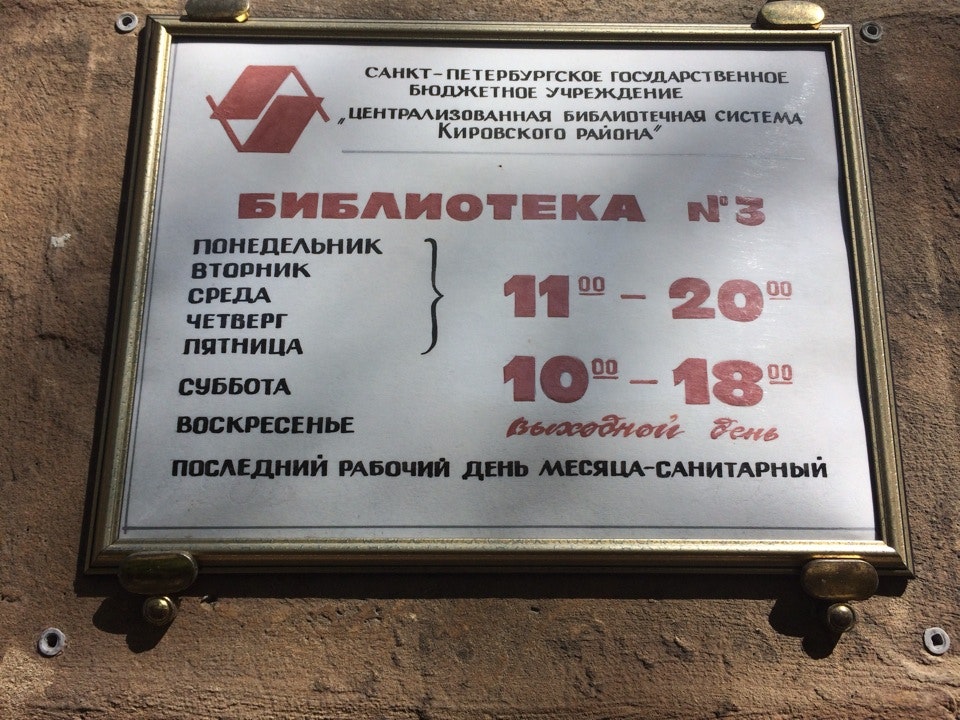 САНКТ-ПЕТЕРБУРГСКОЕ ГОСУДАРСТВЕННОЕ
БЮДЖЕТНОЕ УЧРЕЖДЕНИЕ
„ЦЕНТРАЛИЗОВАННАЯ БИБЛИОТЕЧНАЯ СИСТЕМА
КИРОВСКОГО РАЙОНА"
БИБЛИОТЕКА №3
ПОНЕДЕЛЬНИК
ВТОРНИК
СРЕДА
ЧЕТВЕРГ
ПЯТНИЦА
11⁰⁰ – 20⁰⁰
СУББОТА 10⁰⁰ – 18⁰⁰
ВОСКРЕСЕНЬЕ выходной день
ПОСЛЕДНИЙ РАБОЧИЙ ДЕНЬ МЕСЯЦА-САНИТАРНЫЙ